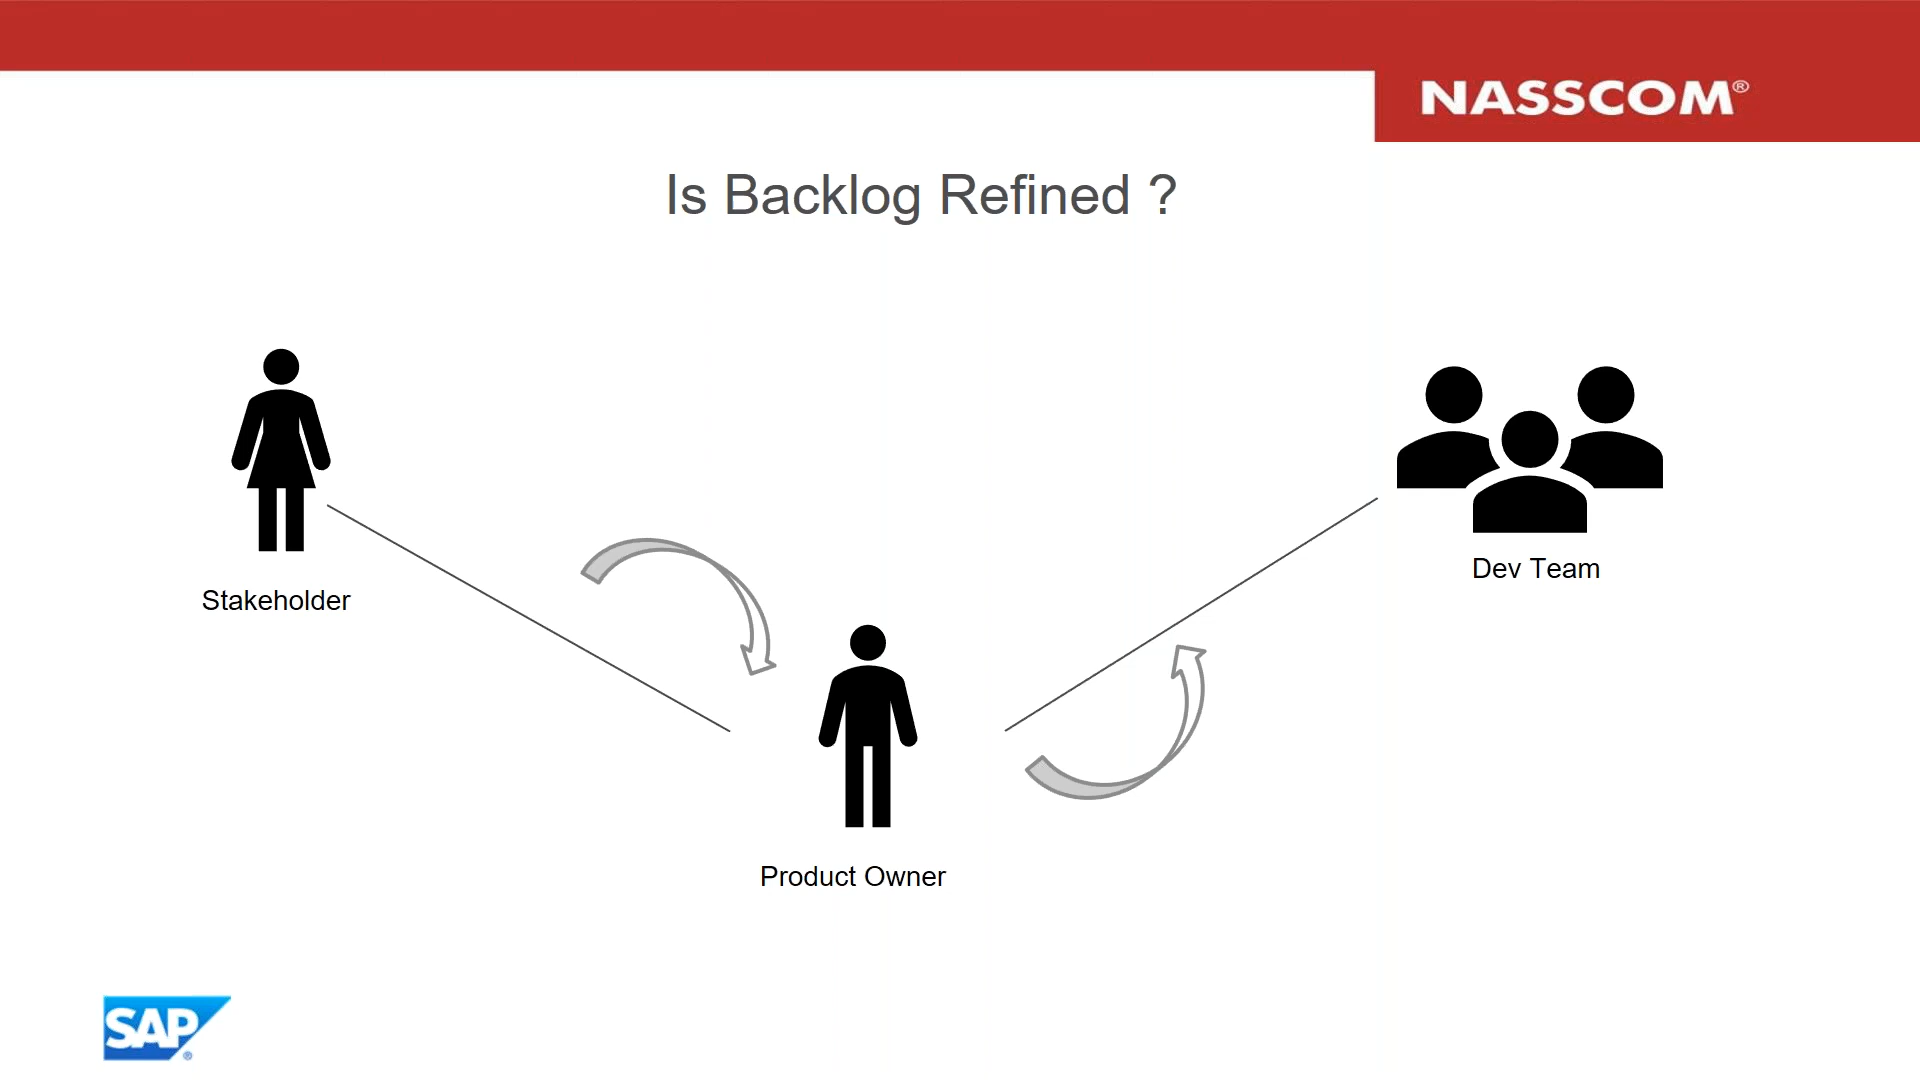 NASSCOM®
Is Backlog Refined ?
Stakeholder
Dev Team
Product Owner
SAP®